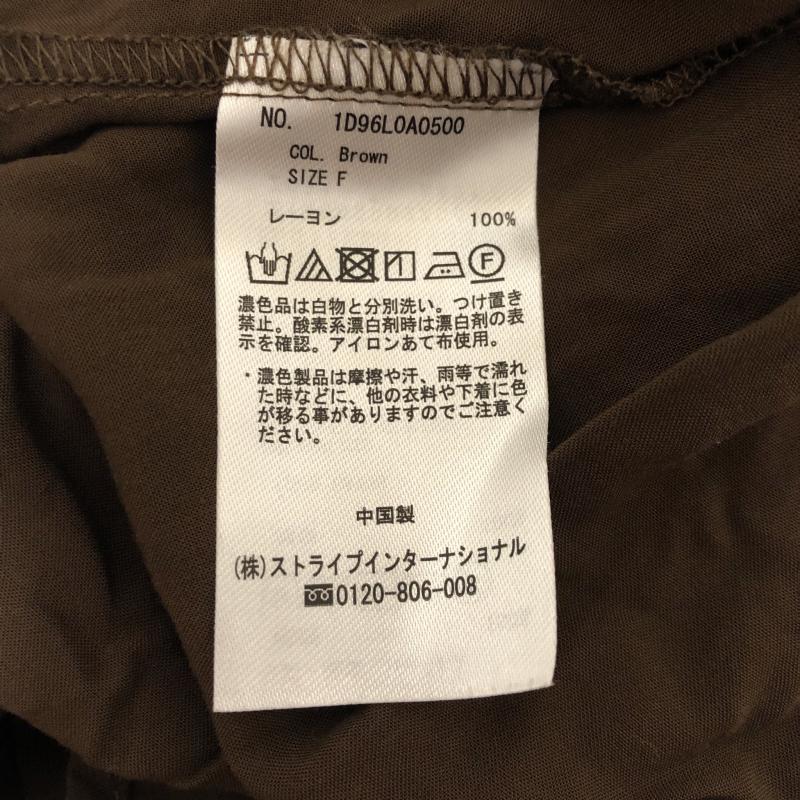 NO. 1D96L0A0500
COL. Brown
SIZE F
レーヨン 100%
F
濃色品は白物と分別洗い。つけ置き
禁止。酸素系漂白剤時は漂白剤の表
示を確認。アイロンあて布使用。
・濃色製品は摩擦や汗、雨等で濡れ
た時などに、他の衣料や下着に色
が移る事がありますのでご注意く
ださい。
中国製
(株)ストライプインターナショナル
0120-806-008